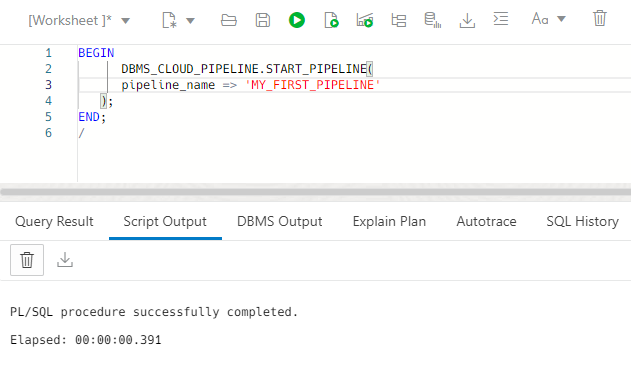 [Worksheet ]*
Aa
1 BEGIN
2 DBMS_CLOUD_PIPELINE.START_PIPELINE(
3 pipeline_name => 'MY_FIRST_PIPELINE'
4 );
5 END;
6 /
Query Result Script Output DBMS Output Explain Plan Autotrace SQL History
PL/SQL procedure successfully completed.
Elapsed: 00:00:00.391